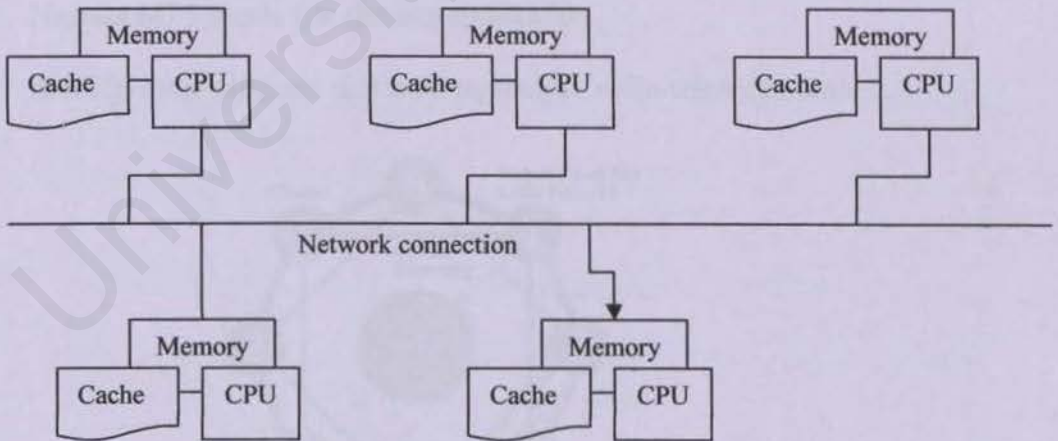 Memory
Cache
CPU
Memory
Cache
CPU
Memory
Cache
CPU
Network connection
Memory
Cache
CPU
Memory
Cache
CPU